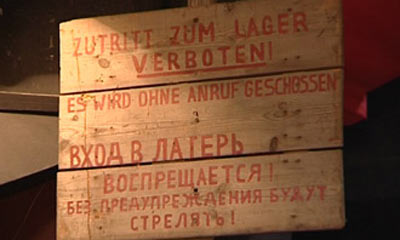 ZUTRITT ZUM LAGER
VERBOTEN!
ES WIRD OHNE ANRUF GESCHOSSEN
ВХОД В ЛАГЕРЬ
ВОСПРЕЩАЕТСЯ!
БЕЗ ПРЕДУПРЕЖДЕНИЯ БУДУТ
СТРЕЛЯТЬ!